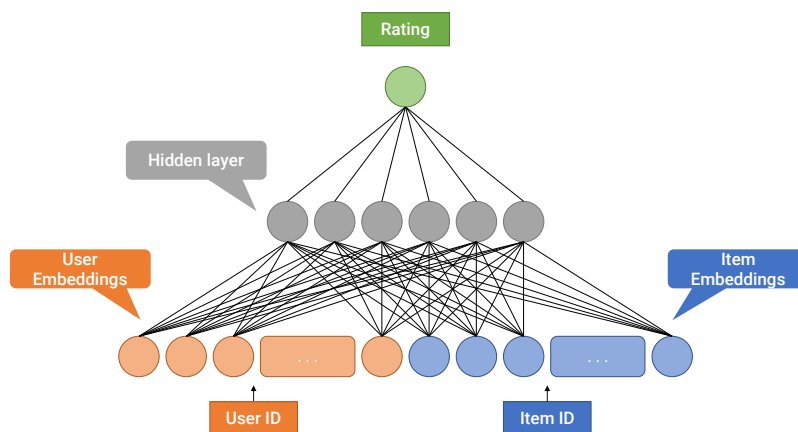 Rating
Hidden layer
User
Embeddings
Item
Embeddings
. . .
. . .
User ID
Item ID